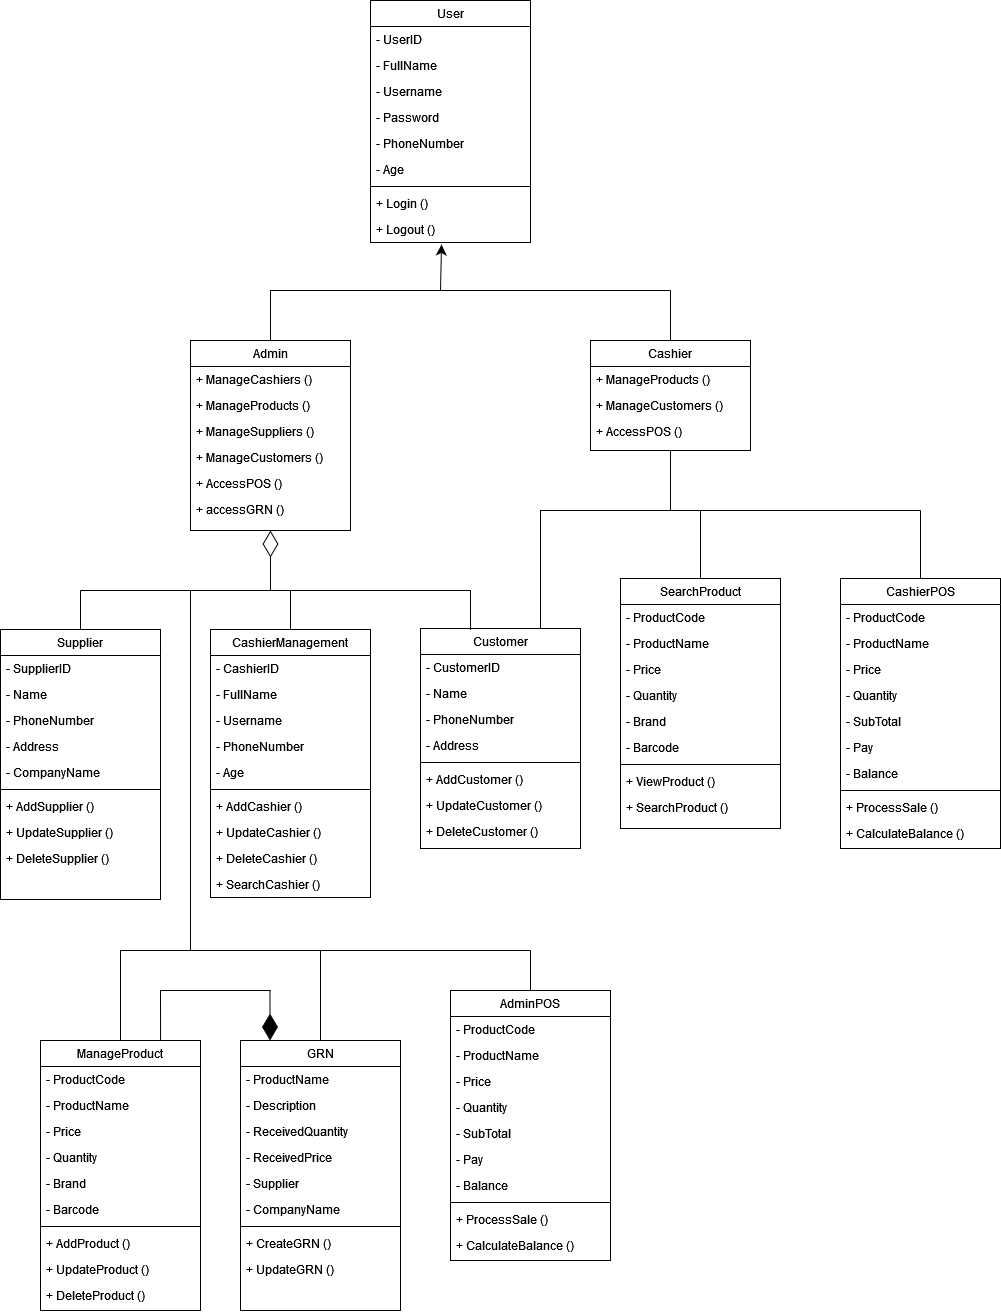 User
- UserID
- FullName
- Username
- Password
- PhoneNumber
- Age
+ Login ()
+ Logout ()
Admin
+ ManageCashiers ()
+ ManageProducts ()
+ ManageSuppliers ()
+ ManageCustomers ()
+ AccessPOS ()
+ accessGRN ()
Cashier
+ ManageProducts ()
+ ManageCustomers ()
+ AccessPOS ()
Supplier
- SupplierID
- Name
- PhoneNumber
- Address
- CompanyName
+ AddSupplier ()
+ UpdateSupplier ()
+ DeleteSupplier ()
CashierManagement
- CashierID
- FullName
- Username
- PhoneNumber
- Age
+ AddCashier ()
+ UpdateCashier ()
+ DeleteCashier ()
+ SearchCashier ()
Customer
- CustomerID
- Name
- PhoneNumber
- Address
+ AddCustomer ()
+ UpdateCustomer ()
+ DeleteCustomer ()
SearchProduct
- ProductCode
- ProductName
- Price
- Quantity
- Brand
- Barcode
+ ViewProduct ()
+ SearchProduct ()
CashierPOS
- ProductCode
- ProductName
- Price
- Quantity
- SubTotal
- Pay
- Balance
+ ProcessSale ()
+ CalculateBalance ()
ManageProduct
- ProductCode
- ProductName
- Price
- Quantity
- Brand
- Barcode
+ AddProduct ()
+ UpdateProduct ()
+ DeleteProduct ()
GRN
- ProductName
- Description
- ReceivedQuantity
- ReceivedPrice
- Supplier
- CompanyName
+ CreateGRN ()
+ UpdateGRN ()
AdminPOS
- ProductCode
- ProductName
- Price
- Quantity
- SubTotal
- Pay
- Balance
+ ProcessSale ()
+ CalculateBalance ()